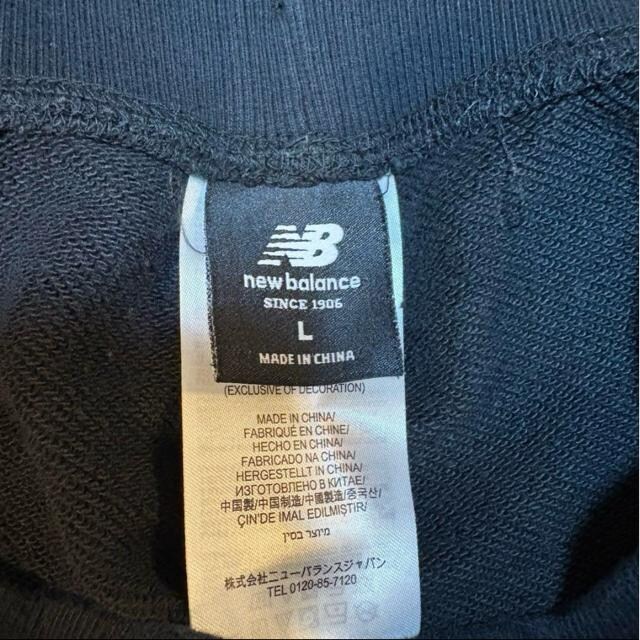 NB
new balance
SINCE 1906
L
MADE IN CHINA
(EXCLUSIVE OF DECORATION)
MADE IN CHINA/
FABRIQUÉ EN CHINE/
HECHO EN CHINA/
FABRICADO NA CHINA/
HERGESTELLT IN CHINA/
ИЗГОТОВЛЕНО В КИТАЕ/
中国製/中国制造/中國製造/중국산/
ÇIN'DE IMAL EDILMIŞTIR/
מיוצר בסין
株式会社ニューバランスジャパン
TEL 0120-85-7120